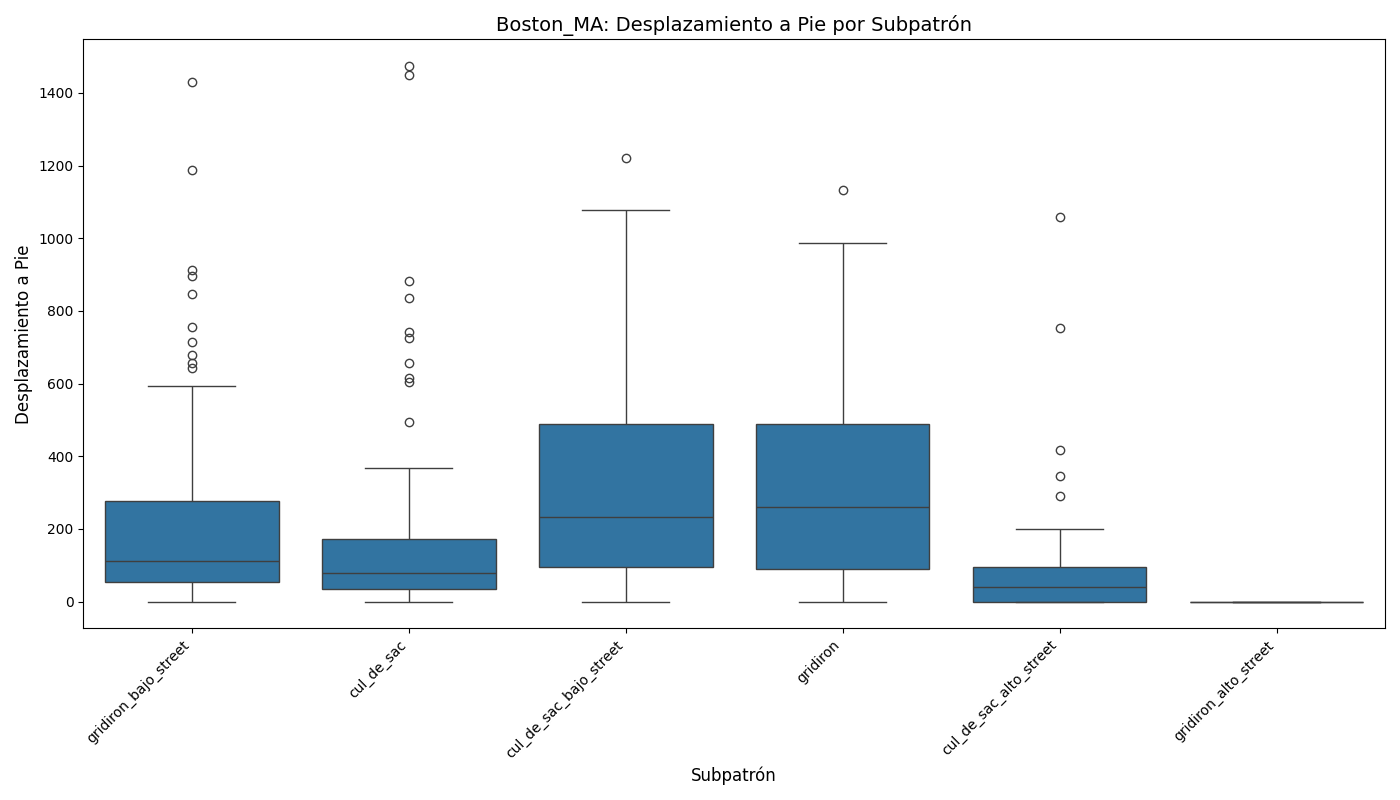 Boston_MA: Desplazamiento a Pie por Subpatrón
Desplazamiento a Pie
1400
1200
1000
800
600
400
200
0
gridiron_bajo_street
cul_de_sac
cul_de_sac_bajo_street
gridiron
cul_de_sac_alto_street
gridiron_alto_street
Subpatrón